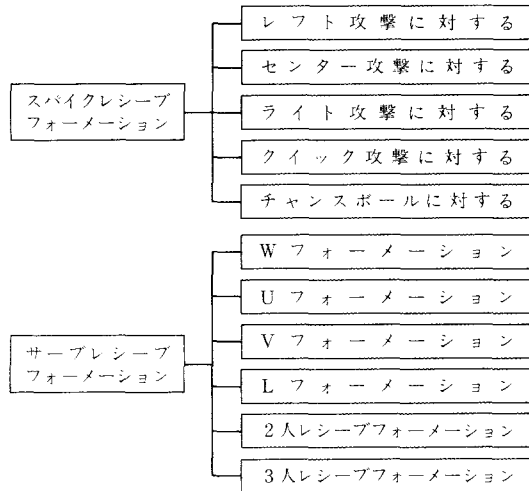 スパイクレシーブ
フォーメーション
レフト攻撃に対する
センター攻撃に対する
ライト攻撃に対する
クイック攻撃に対する
チャンスボールに対する
サーブレシーブ
フォーメーション
Wフォーメーション
Uフォーメーション
Vフォーメーション
Lフォーメーション
2人レシーブフォーメーション
3人レシーブフォーメーション